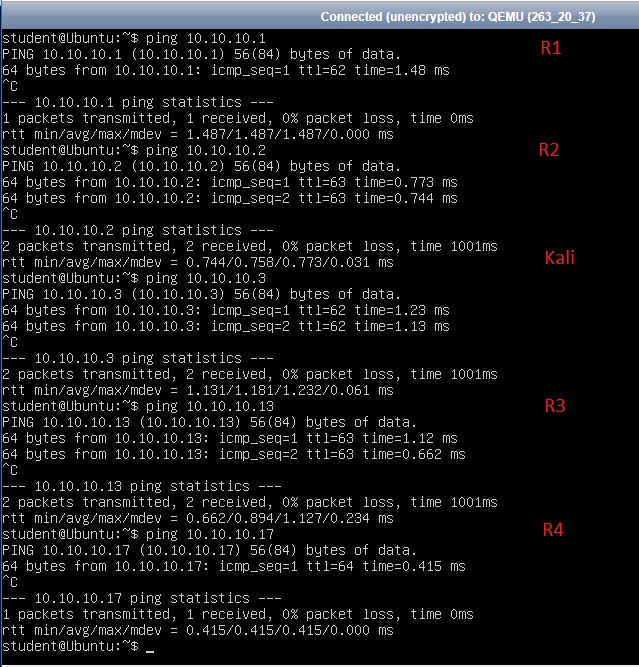 Connected (unencrypted) to: QEMU (263_20_37)
student@Ubuntu:~$ ping 10.10.10.1
R1
PING 10.10.10.1 (10.10.10.1) 56(84) bytes of data.
64 bytes from 10.10.10.1: icmp_seq=1 ttl=62 time=1.48 ms
^C
--- 10.10.10.1 ping statistics ---
1 packets transmitted, 1 received, 0% packet loss, time 0ms
rtt min/avg/max/mdev = 1.487/1.487/1.487/0.000 ms
student@Ubuntu:~$ ping 10.10.10.2
R2
PING 10.10.10.2 (10.10.10.2) 56(84) bytes of data.
64 bytes from 10.10.10.2: icmp_seq=1 ttl=63 time=0.773 ms
64 bytes from 10.10.10.2: icmp_seq=2 ttl=63 time=0.744 ms
^C
--- 10.10.10.2 ping statistics ---
2 packets transmitted, 2 received, 0% packet loss, time 1001ms
rtt min/avg/max/mdev = 0.744/0.758/0.773/0.031 ms
Kali
student@Ubuntu:~$ ping 10.10.10.3
PING 10.10.10.3 (10.10.10.3) 56(84) bytes of data.
64 bytes from 10.10.10.3: icmp_seq=1 ttl=62 time=1.23 ms
64 bytes from 10.10.10.3: icmp_seq=2 ttl=62 time=1.13 ms
^C
--- 10.10.10.3 ping statistics ---
2 packets transmitted, 2 received, 0% packet loss, time 1001ms
rtt min/avg/max/mdev = 1.131/1.181/1.232/0.061 ms
student@Ubuntu:~$ ping 10.10.10.13
R3
PING 10.10.10.13 (10.10.10.13) 56(84) bytes of data.
64 bytes from 10.10.10.13: icmp_seq=1 ttl=63 time=1.12 ms
64 bytes from 10.10.10.13: icmp_seq=2 ttl=63 time=0.662 ms
^C
--- 10.10.10.13 ping statistics ---
2 packets transmitted, 2 received, 0% packet loss, time 1001ms
rtt min/avg/max/mdev = 0.662/0.894/1.127/0.234 ms
student@Ubuntu:~$ ping 10.10.10.17
R4
PING 10.10.10.17 (10.10.10.17) 56(84) bytes of data.
64 bytes from 10.10.10.17: icmp_seq=1 ttl=64 time=0.415 ms
^C
--- 10.10.10.17 ping statistics ---
1 packets transmitted, 1 received, 0% packet loss, time 0ms
rtt min/avg/max/mdev = 0.415/0.415/0.415/0.000 ms
student@Ubuntu:~$ _